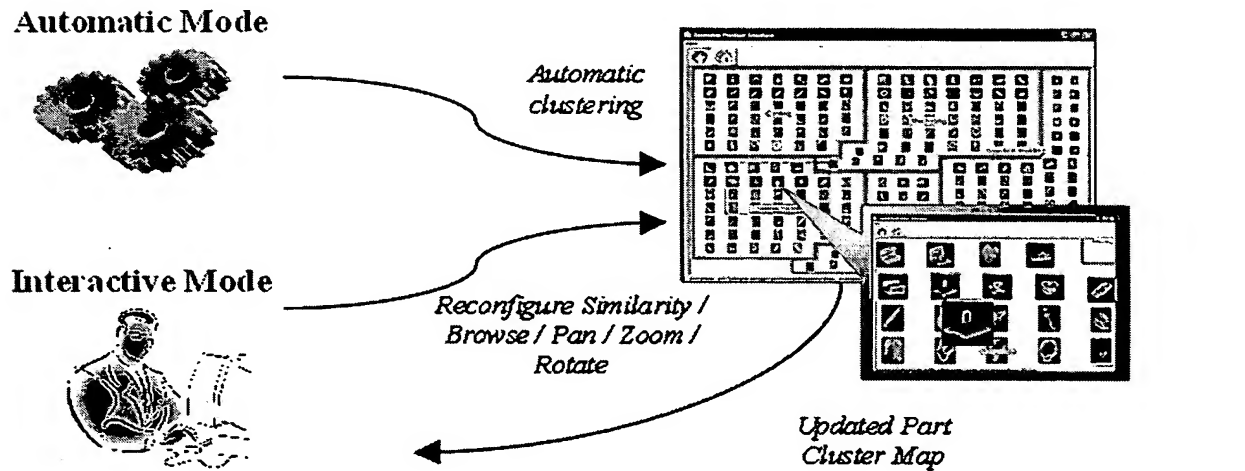 Automatic Mode
Automatic
clustering
Interactive Mode
Reconfigure Similarity /
Browse / Pan / Zoom /
Rotate
Updated Part
Cluster Map